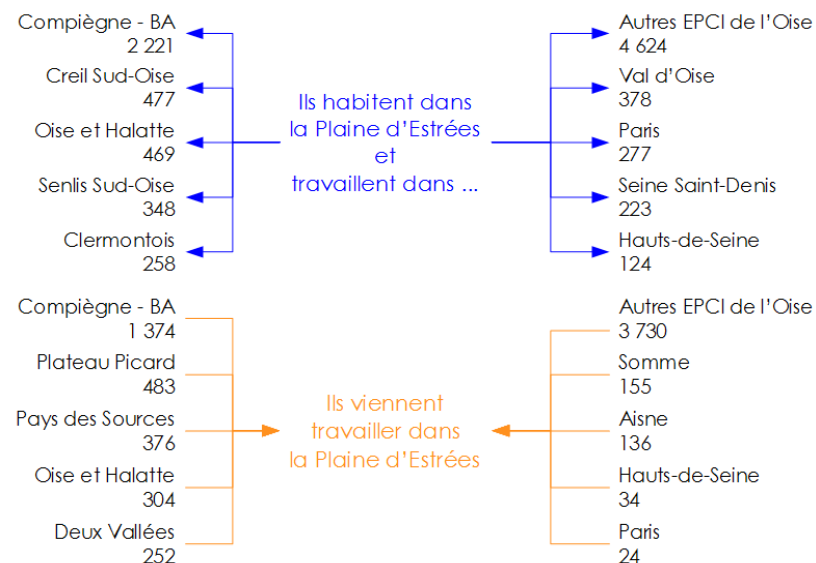 Compiègne - BA
2 221
Creil Sud-Oise
477
Oise et Halatte
469
Senlis Sud-Oise
348
Clermontois
258
Ils habitent dans
la Plaine d'Estrées
et
travaillent dans ...
Autres EPCI de l'Oise
4 624
Val d'Oise
378
Paris
277
Seine Saint-Denis
223
Hauts-de-Seine
124
Compiègne - BA
1 374
Plateau Picard
483
Pays des Sources
376
Oise et Halatte
304
Deux Vallées
252
Ils viennent
travailler dans
la Plaine d'Estrées
Autres EPCI de l'Oise
3 730
Somme
155
Aisne
136
Hauts-de-Seine
34
Paris
24